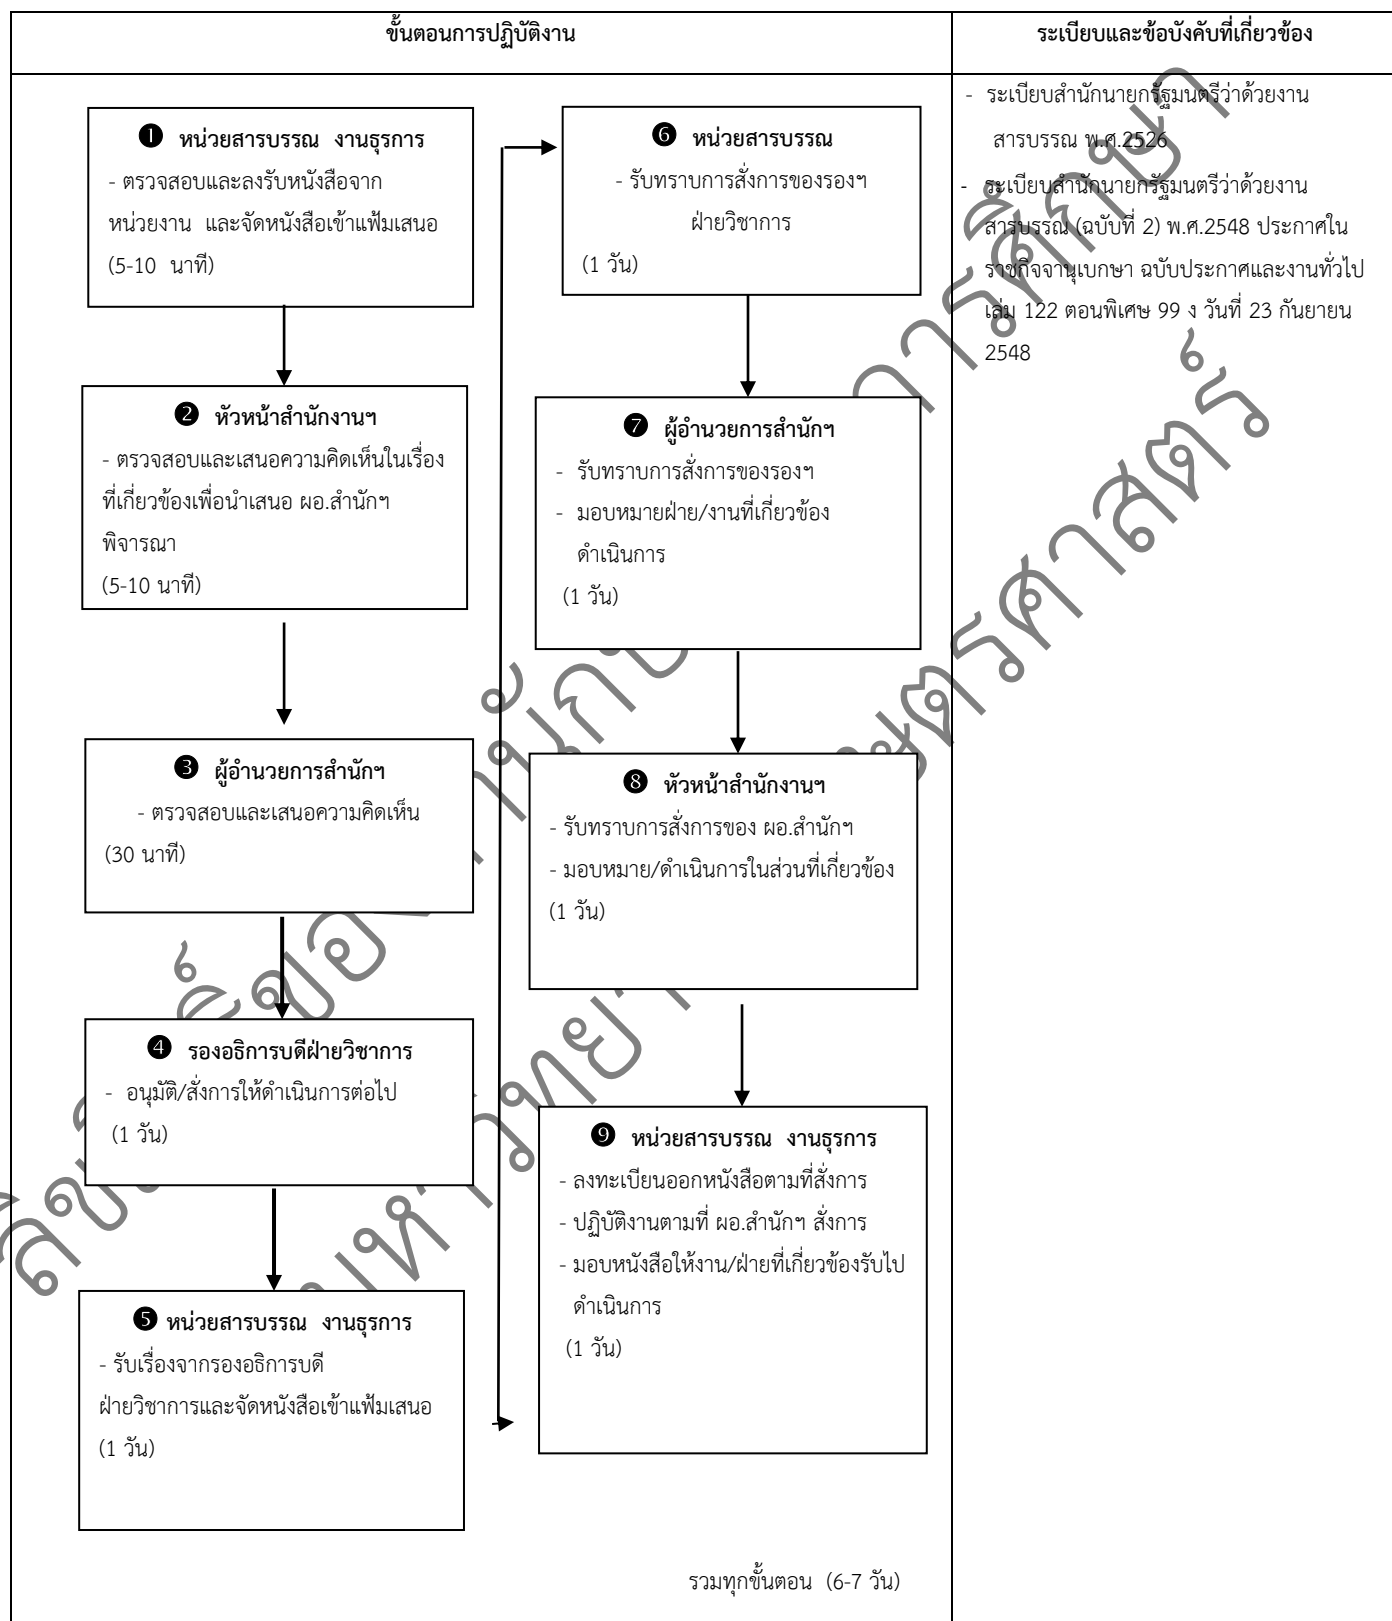 ขั้นตอนการปฏิบัติงาน
ระเบียบและข้อบังคับที่เกี่ยวข้อง
❶ หน่วยสารบรรณ งานธุรการ
- ตรวจสอบและลงรับหนังสือจาก
หน่วยงาน และจัดหนังสือเข้าแฟ้มเสนอ
(5-10 นาที)
❷ หัวหน้าสำนักงานฯ
- ตรวจสอบและเสนอความคิดเห็นในเรื่อง
ที่เกี่ยวข้องเพื่อนำเสนอ ผอ.สำนักฯ
พิจารณา
(5-10 นาที)
❸ ผู้อำนวยการสำนักฯ
- ตรวจสอบและเสนอความคิดเห็น
(30 นาที)
❹ รองอธิการบดีฝ่ายวิชาการ
- อนุมัติ/สั่งการให้ดำเนินการต่อไป
(1 วัน)
❺ หน่วยสารบรรณ งานธุรการ
- รับเรื่องจากรองอธิการบดี
ฝ่ายวิชาการและจัดหนังสือเข้าแฟ้มเสนอ
(1 วัน)
❻ หน่วยสารบรรณ
- รับทราบการสั่งการของรองฯ
ฝ่ายวิชาการ
(1 วัน)
❼ ผู้อำนวยการสำนักฯ
- รับทราบการสั่งการของรองฯ
- มอบหมายฝ่าย/งานที่เกี่ยวข้อง
ดำเนินการ
(1 วัน)
❽ หัวหน้าสำนักงานฯ
- รับทราบการสั่งการของ ผอ.สำนักฯ
- มอบหมาย/ดำเนินการในส่วนที่เกี่ยวข้อง
(1 วัน)
❾ หน่วยสารบรรณ งานธุรการ
- ลงทะเบียนออกหนังสือตามที่สั่งการ
- ปฏิบัติงานตามที่ ผอ.สำนักฯ สั่งการ
- มอบหนังสือให้งาน/ฝ่ายที่เกี่ยวข้องรับไป
ดำเนินการ
(1 วัน)
รวมทุกขั้นตอน (6-7 วัน)
- ระเบียบสำนักนายกรัฐมนตรีว่าด้วยงาน
สารบรรณ พ.ศ.2526
- ระเบียบสำนักนายกรัฐมนตรีว่าด้วยงาน
สารบรรณ (ฉบับที่ 2) พ.ศ.2548 ประกาศใน
ราชกิจจานุเบกษา ฉบับประกาศและงานทั่วไป
เล่ม 122 ตอนพิเศษ 99 ง วันที่ 23 กันยายน
2548